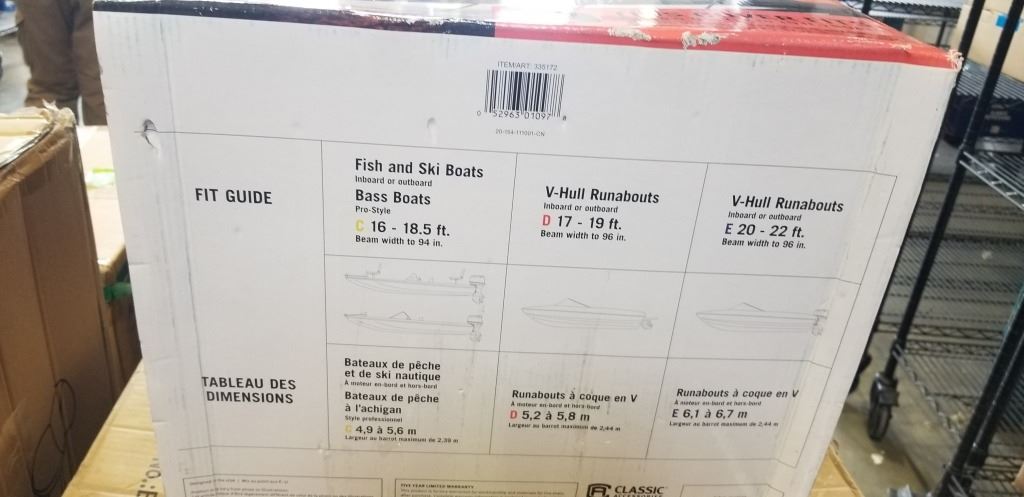 ITEM/ART: 335172
0 52963 01097 8
20-154-111001-CN
FIT GUIDE
Fish and Ski Boats
Inboard or outboard
Bass Boats
Pro-Style
C 16 - 18.5 ft.
Beam width to 94 in.
V-Hull Runabouts
Inboard or outboard
D 17 - 19 ft.
Beam width to 96 in.
V-Hull Runabouts
Inboard or outboard
E 20 - 22 ft.
Beam width to 96 in.
TABLEAU DES
DIMENSIONS
Bateaux de pêche
et de ski nautique
À moteur en-bord et hors-bord
Bateaux de pêche
à l'achigan
Style professionnel
C 4,9 à 5,6 m
Largeur au barrot maximum de 2,39 m
Runabouts à coque en V
À moteur en-bord et hors-bord
D 5,2 à 5,8 m
Largeur au barrot maximum de 2,44 m
Runabouts à coque en V
À moteur en-bord et hors-bord
E 6,1 à 6,7 m
Largeur au barrot maximum de 2,44 m
FIVE YEAR LIMITED WARRANTY
CLASSIC